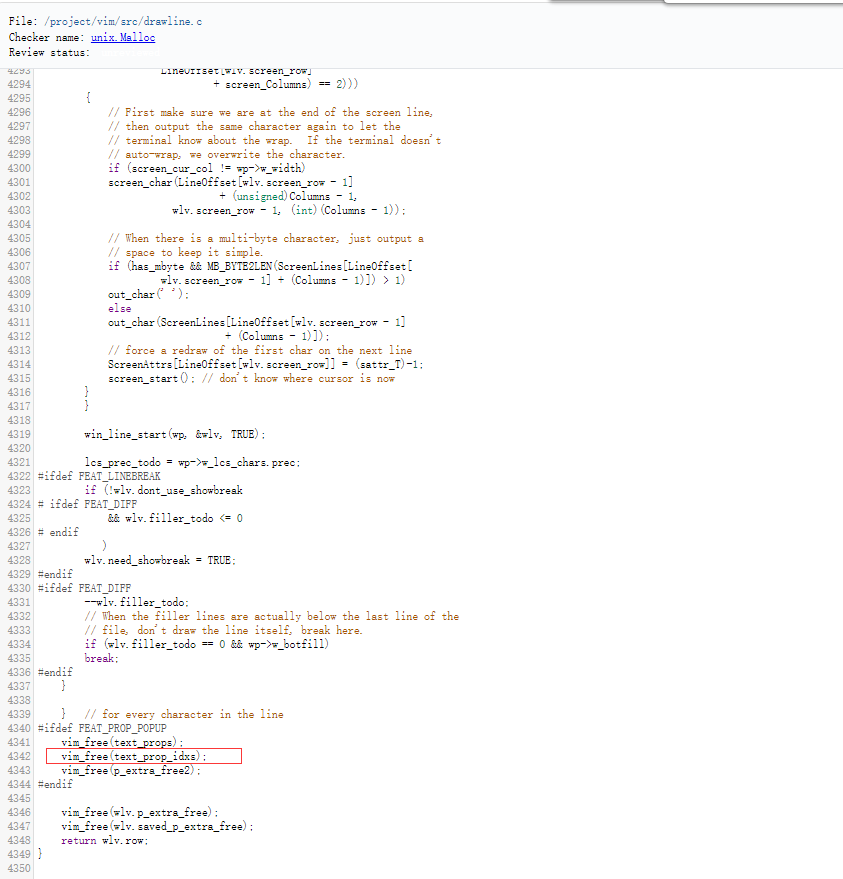 File: /project/vim/src/drawline.c
Checker name: unix.Malloc
Review status:
4293 LineOffset[wlv.screen_row]
4294 + screen_Columns) == 2)))
4295 {
4296 // First make sure we are at the end of the screen line,
4297 // then output the same character again to let the
4298 // terminal know about the wrap.  If the terminal doesn't
4299 // auto-wrap, we overwrite the character.
4300 if (screen_cur_col != wp->w_width)
4301 screen_char(LineOffset[wlv.screen_row - 1]
4302 + (unsigned)Columns - 1,
4303 wlv.screen_row - 1, (int)(Columns - 1));
4304
4305 // When there is a multi-byte character, just output a
4306 // space to keep it simple.
4307 if (has_mbyte && MB_BYTE2LEN(ScreenLines[LineOffset[
4308 wlv.screen_row - 1] + (Columns - 1)]) > 1)
4309 out_char(' ');
4310 else
4311 out_char(ScreenLines[LineOffset[wlv.screen_row - 1]
4312 + (Columns - 1)]);
4313 // force a redraw of the first char on the next line
4314 ScreenAttrs[LineOffset[wlv.screen_row]] = (sattr_T)-1;
4315 screen_start(); // don't know where cursor is now
4316 }
4317 }
4318
4319 win_line_start(wp, &wlv, TRUE);
4320
4321 lcs_prec_todo = wp->w_lcs_chars.prec;
4322 #ifdef FEAT_LINEBREAK
4323 if (!wlv.dont_use_showbreak
4324 # ifdef FEAT_DIFF
4325 && wlv.filler_todo <= 0
4326 # endif
4327 )
4328 wlv.need_showbreak = TRUE;
4329 #endif
4330 #ifdef FEAT_DIFF
4331 --wlv.filler_todo;
4332 // When the filler lines are actually below the last line of the
4333 // file, don't draw the line itself, break here.
4334 if (wlv.filler_todo == 0 && wp->w_botfill)
4335 break;
4336 #endif
4337 }
4338
4339 }   // for every character in the line
4340 #ifdef FEAT_PROP_POPUP
4341 vim_free(text_props);
4342 vim_free(text_prop_idxs);
4343 vim_free(p_extra_free2);
4344 #endif
4345
4346 vim_free(wlv.p_extra_free);
4347 vim_free(wlv.saved_p_extra_free);
4348 return wlv.row;
4349 }
4350